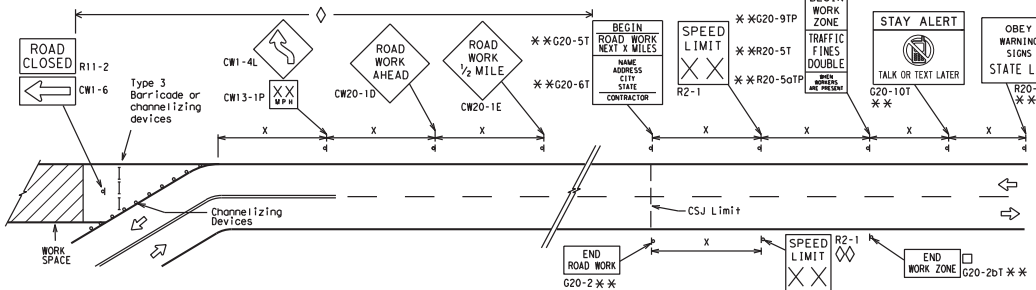 ROAD
CLOSED
R11-2
CW1-6
Type 3
Barricade or
channelizing
devices
CW1-4L
XX
MPH
CW13-1P
ROAD
WORK
AHEAD
CW20-1D
ROAD
WORK
1/2 MILE
CW20-1E
**G20-5T
**G20-6T
BEGIN
ROAD WORK
NEXT X MILES
NAME
ADDRESS
CITY
STATE
CONTRACTOR
SPEED
LIMIT
XX
R2-1
**G20-9TP
**R20-5T
**R20-5aTP
WORK
ZONE
TRAFFIC
FINES
DOUBLE
WHEN
WORKERS
ARE PRESENT
STAY ALERT
TALK OR TEXT LATER
G20-10T
**
OBEY
WARNING
SIGNS
STATE L
R20-
**
X
X
X
X
X
X
X
Channelizing
Devices
WORK
SPACE
CSJ Limit
END
ROAD WORK
G20-2 **
X
SPEED
LIMIT
XX
R2-1
END
WORK ZONE
G20-2bT **